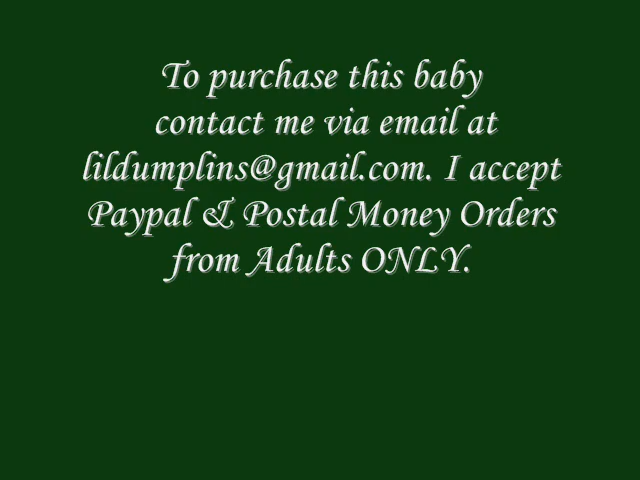 To purchase this baby
contact me via email at
lildumplins@gmail.com. I accept
Paypal & Postal Money Orders
from Adults ONLY.